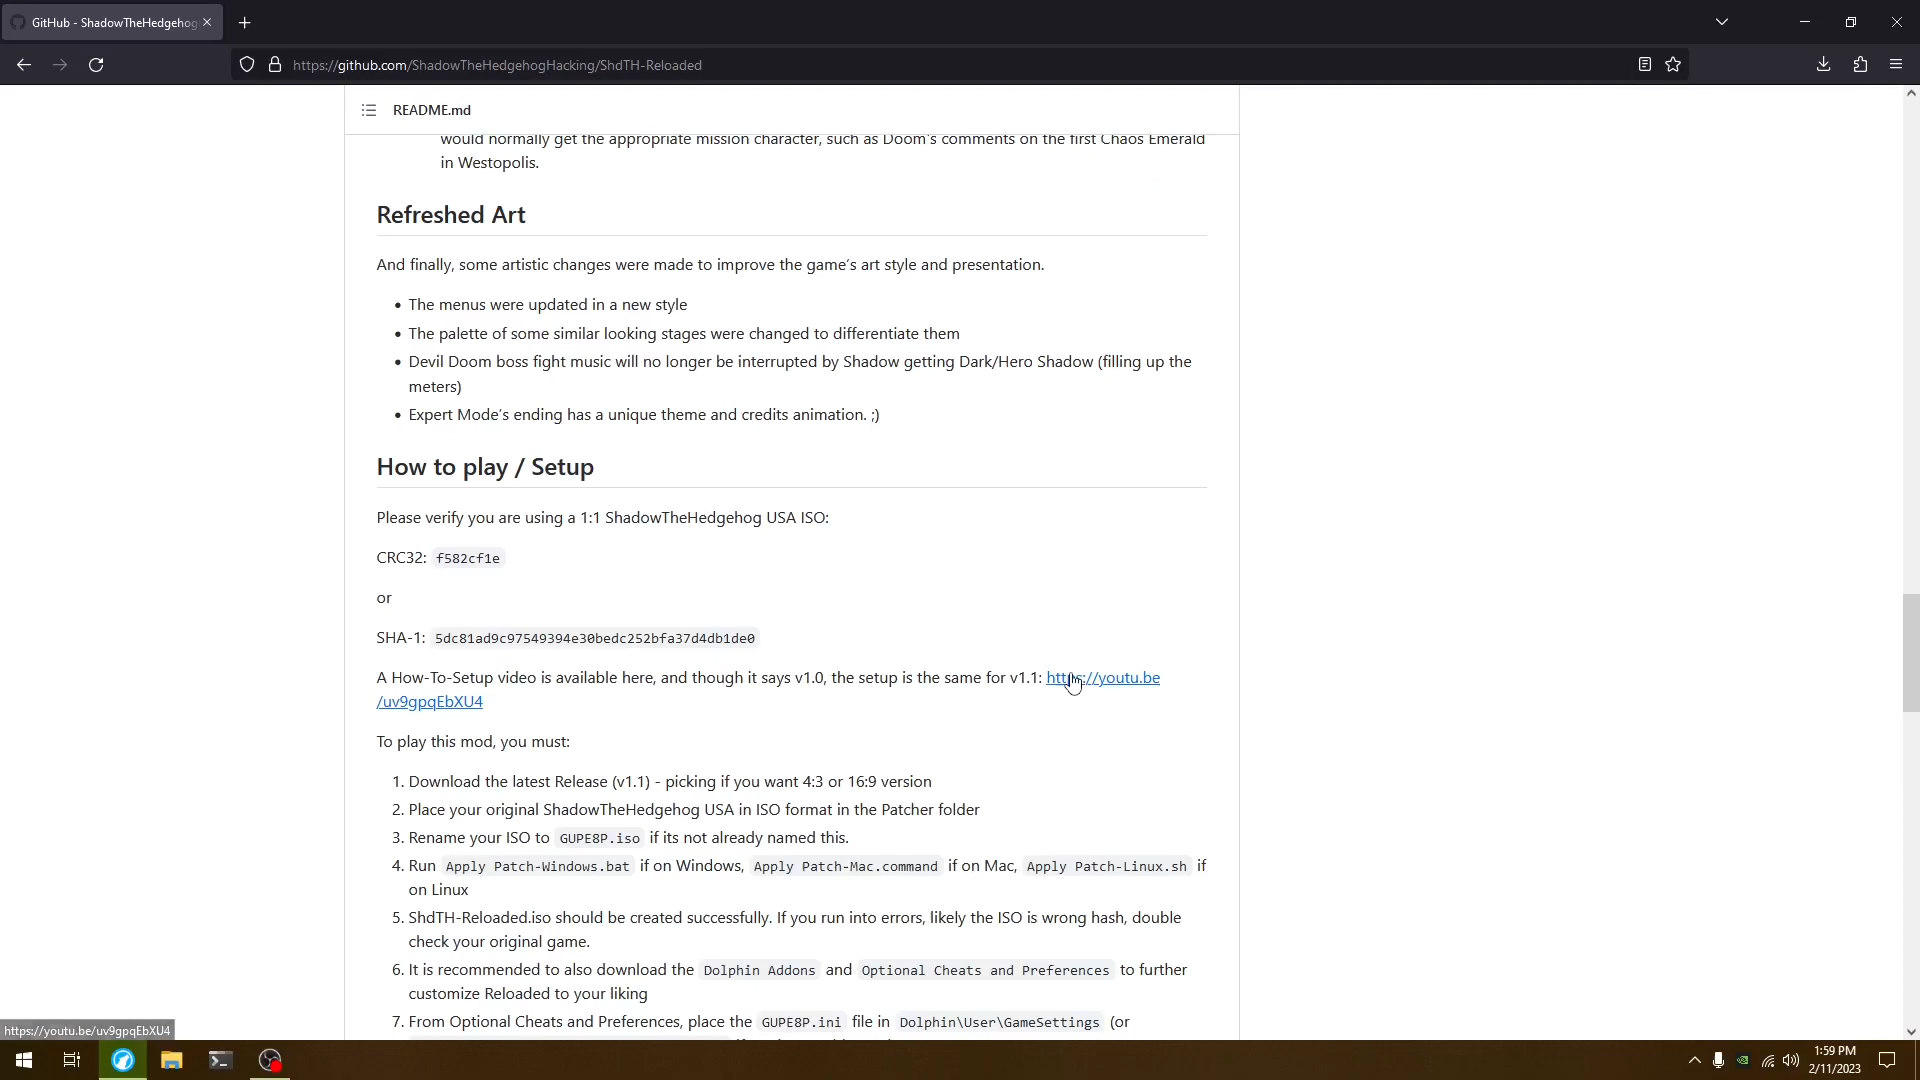 GitHub - ShadowTheHedgehog
https://github.com/ShadowTheHedgehogHacking/ShdTH-Reloaded
README.md
would normally get the appropriate mission character, such as Doom's comments on the first Chaos Emerald
in Westopolis.
Refreshed Art
And finally, some artistic changes were made to improve the game's art style and presentation.
• The menus were updated in a new style
• The palette of some similar looking stages were changed to differentiate them
• Devil Doom boss fight music will no longer be interrupted by Shadow getting Dark/Hero Shadow (filling up the
meters)
• Expert Mode's ending has a unique theme and credits animation. ;)
How to play / Setup
Please verify you are using a 1:1 ShadowTheHedgehog USA ISO:
CRC32: f582cf1e
or
SHA-1: 5dc81ad9c97549394e30bedc252bfa37d4db1de0
A How-To-Setup video is available here, and though it says v1.0, the setup is the same for v1.1: https://youtu.be
/uv9gpqEbXU4
To play this mod, you must:
1. Download the latest Release (v1.1) - picking if you want 4:3 or 16:9 version
2. Place your original ShadowTheHedgehog USA in ISO format in the Patcher folder
3. Rename your ISO to GUPE8P.iso if its not already named this.
4. Run Apply Patch-Windows.bat if on Windows, Apply Patch-Mac.command if on Mac, Apply Patch-Linux.sh if
on Linux
5. ShdTH-Reloaded.iso should be created successfully. If you run into errors, likely the ISO is wrong hash, double
check your original game.
6. It is recommended to also download the Dolphin Addons and Optional Cheats and Preferences to further
customize Reloaded to your liking
7. From Optional Cheats and Preferences, place the GUPE8P.ini file in Dolphin\User\GameSettings (or
https://youtu.be/uv9gpqEbXU4
1:59 PM
2/11/2023